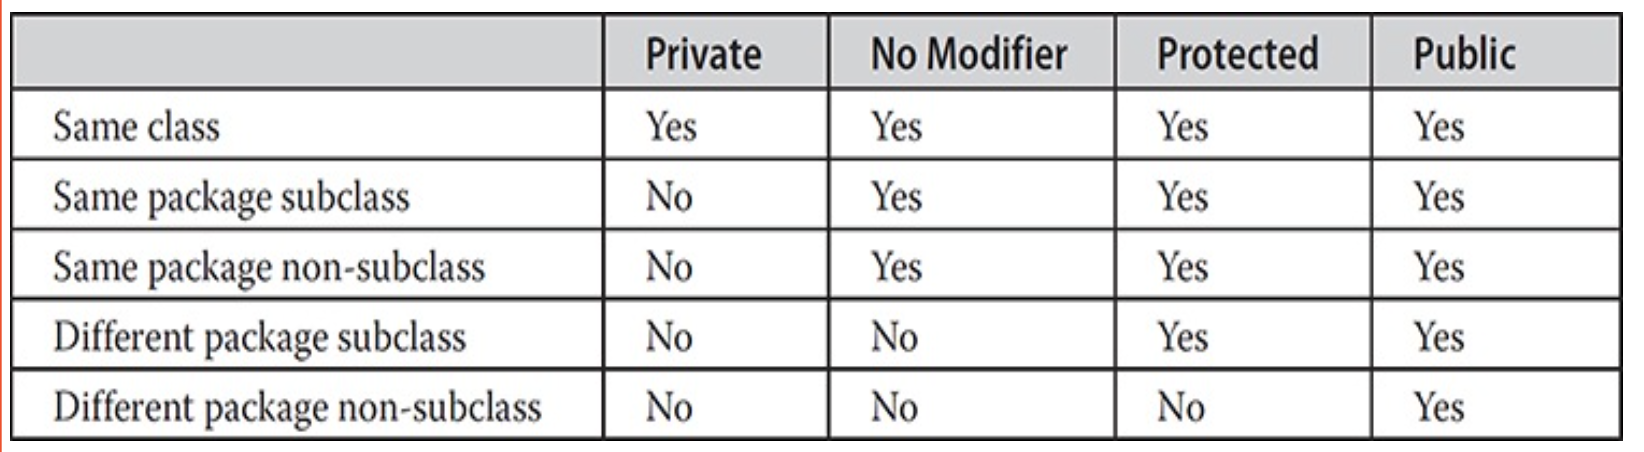 Private No Modifier Protected Public
Same class Yes Yes Yes Yes
Same package subclass No Yes Yes Yes
Same package non-subclass No Yes Yes Yes
Different package subclass No No Yes Yes
Different package non-subclass No No No Yes